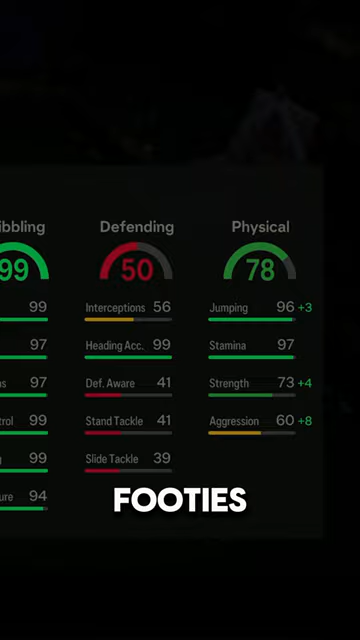 ibbling Defending Physical
99 50 78
99 Interceptions 56 Jumping 96 +3
97 Heading Acc. 99 Stamina 97
ns 97 Def. Aware 41 Strength 73 +4
trol 99 Stand Tackle 41 Aggression 60 +8
g 99 Slide Tackle 39
ure 94
FOOTIES